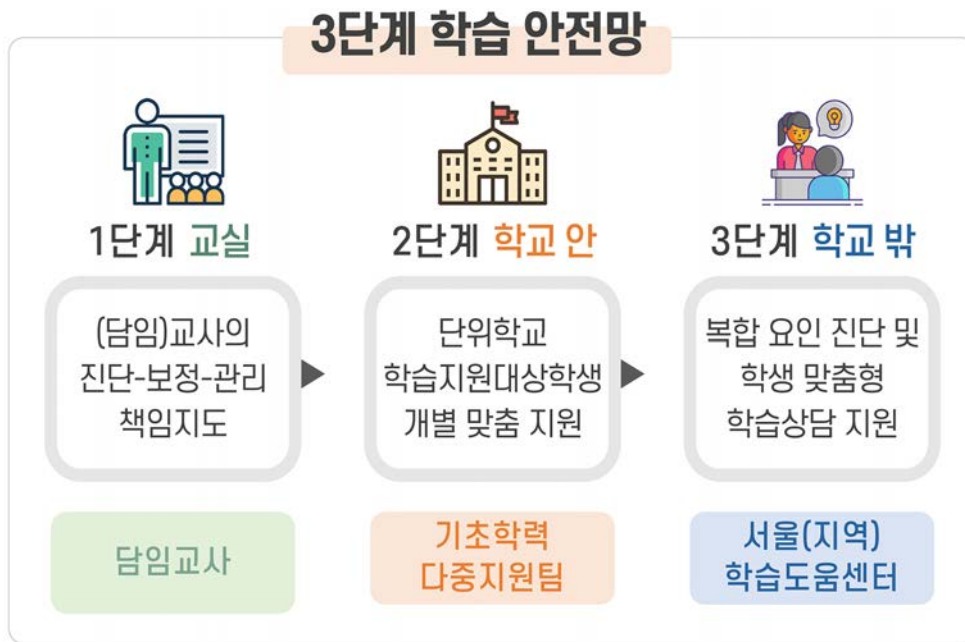 3단계 학습 안전망
1단계 교실
(담임)교사의
진단-보정-관리
책임지도
담임교사
2단계 학교 안
단위학교
학습지원대상학생
개별 맞춤 지원
기초학력
다중지원팀
3단계 학교 밖
복합 요인 진단 및
학생 맞춤형
학습상담 지원
서울(지역)
학습도움센터